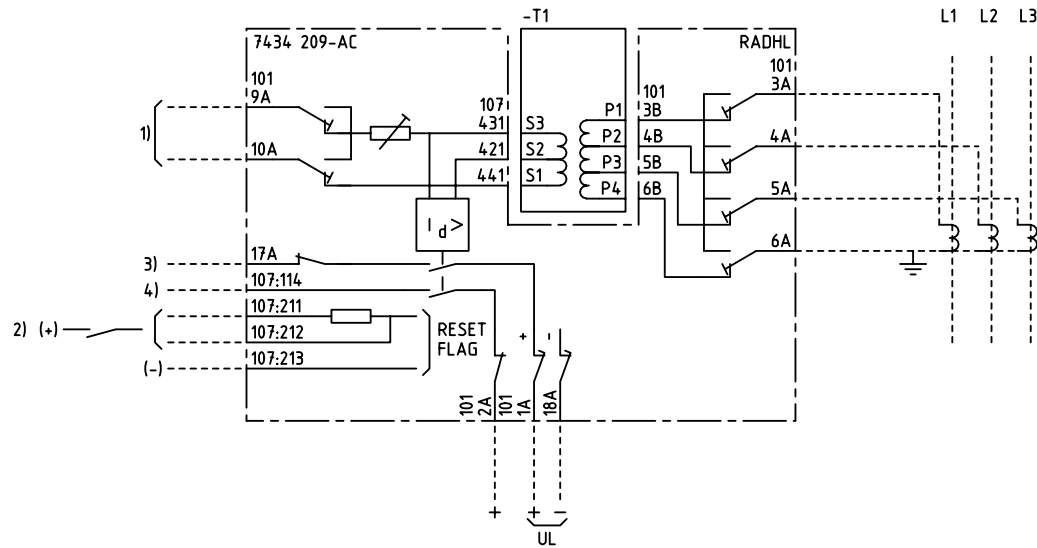 -T1
L1 L2 L3
7434 209-AC
RADHL
101
9A
107
431
S3
P1
101
3B
101
3A
1)
421
S2
P2
4B
4A
10A
441
S1
P3
5B
5A
P4
6B
6A
I d >
3)
17A
4)
107:114
107:211
2) (+)
107:212
RESET
FLAG
+ -
(-)
107:213
101
2A
101
1A
18A
+ + -
UL